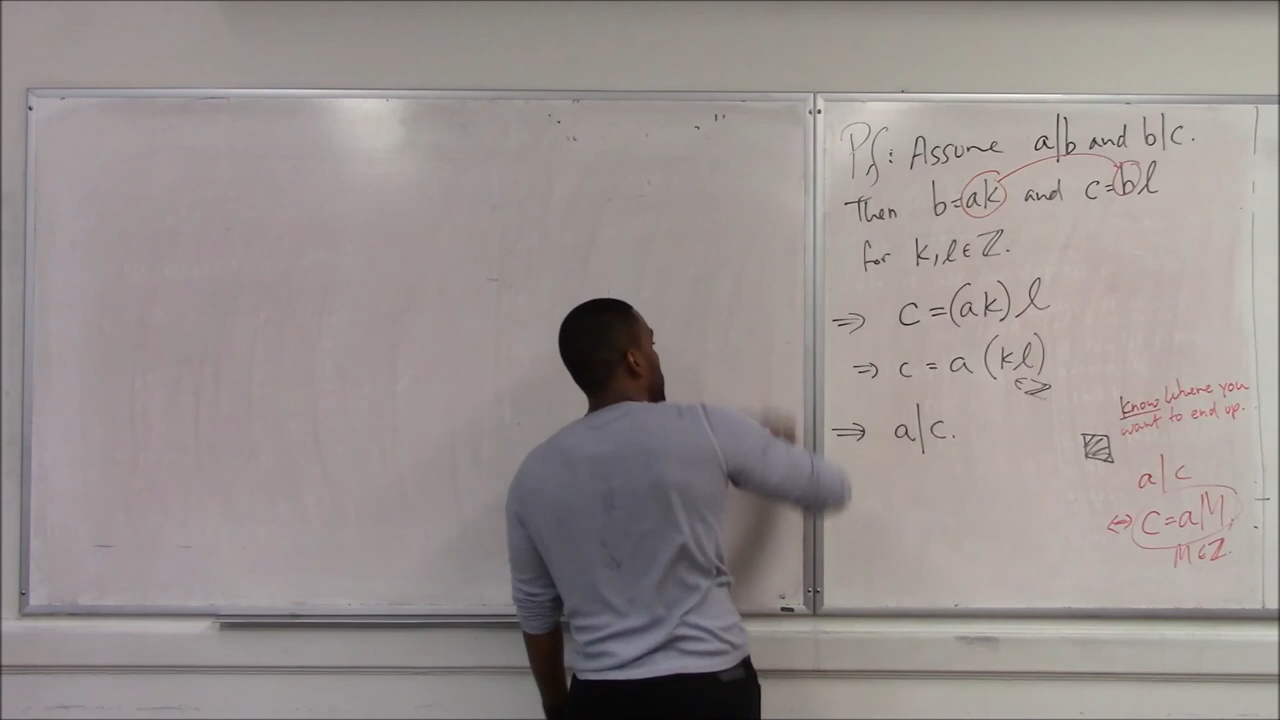 Pf: Assume a|b and b|c.
Then b=ak and c=bl
for k, l ∈ ℤ.
⇒ c=(ak)l
⇒ c = a (kl)
∈ℤ
⇒ a|c.
Know where you
want to end up.
a|c
⇔ c=aM,
M∈ℤ.